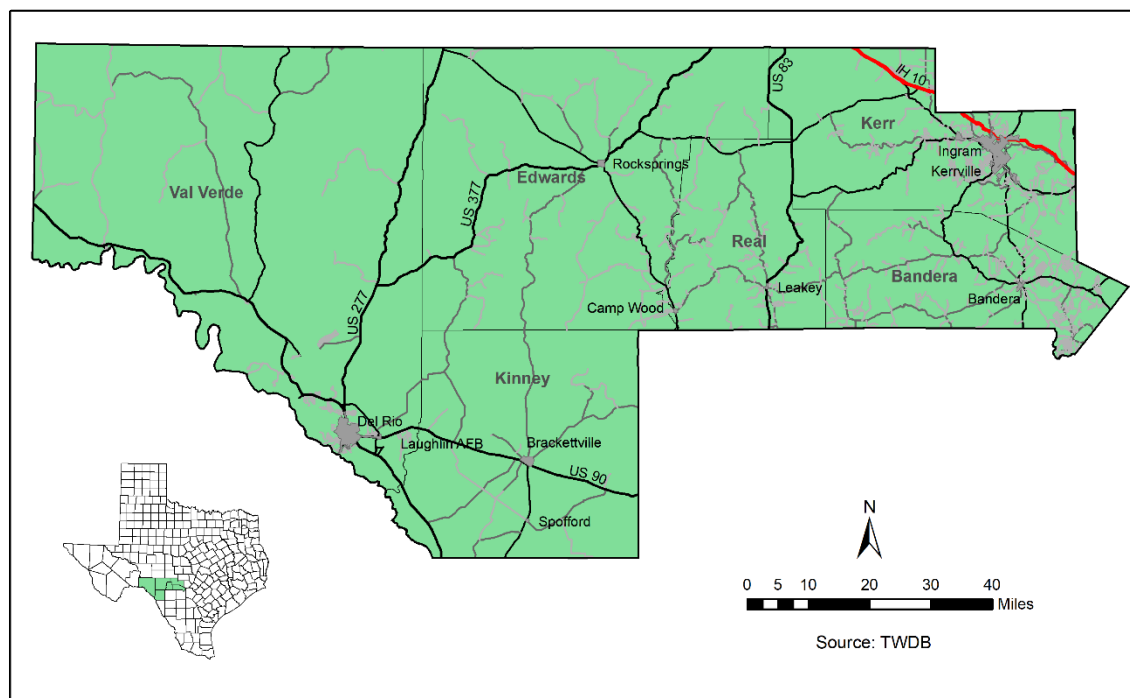 IH 10
US 83
Kerr
Ingram
Kerrville
Rocksprings
Edwards
Val Verde
US 377
Real
Bandera
Leakey
Bandera
Camp Wood
US 277
Kinney
Del Rio
Laughlin AFB
Brackettville
US 90
Spofford
N
0 5 10 20 30 40
Miles
Source: TWDB